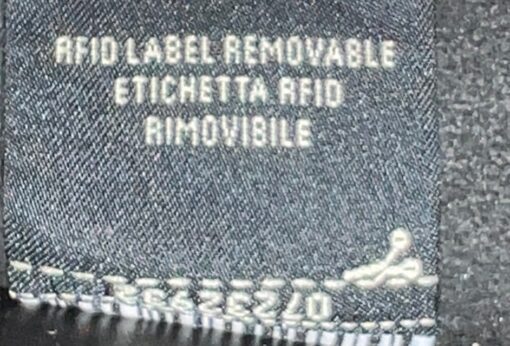 RFID LABEL REMOVABLE
ETICHETTA RFID
RIMOVIBILE